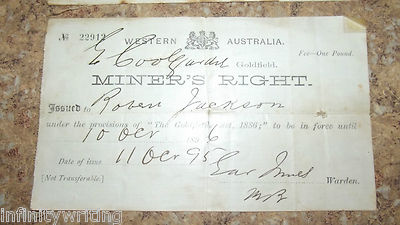 No 22912
WESTERN AUSTRALIA.
E Coolgardie Goldfield.
Fee—One Pound.
MINER'S RIGHT.
Issued to Robert Jackson
under the provisions of "The Goldfields Act, 1886;" to be in force until
10 Oct 1896
Date of issue 11 Oct 95
[Not Transferable.]
Warden.
infinitywriting
infinitywriting